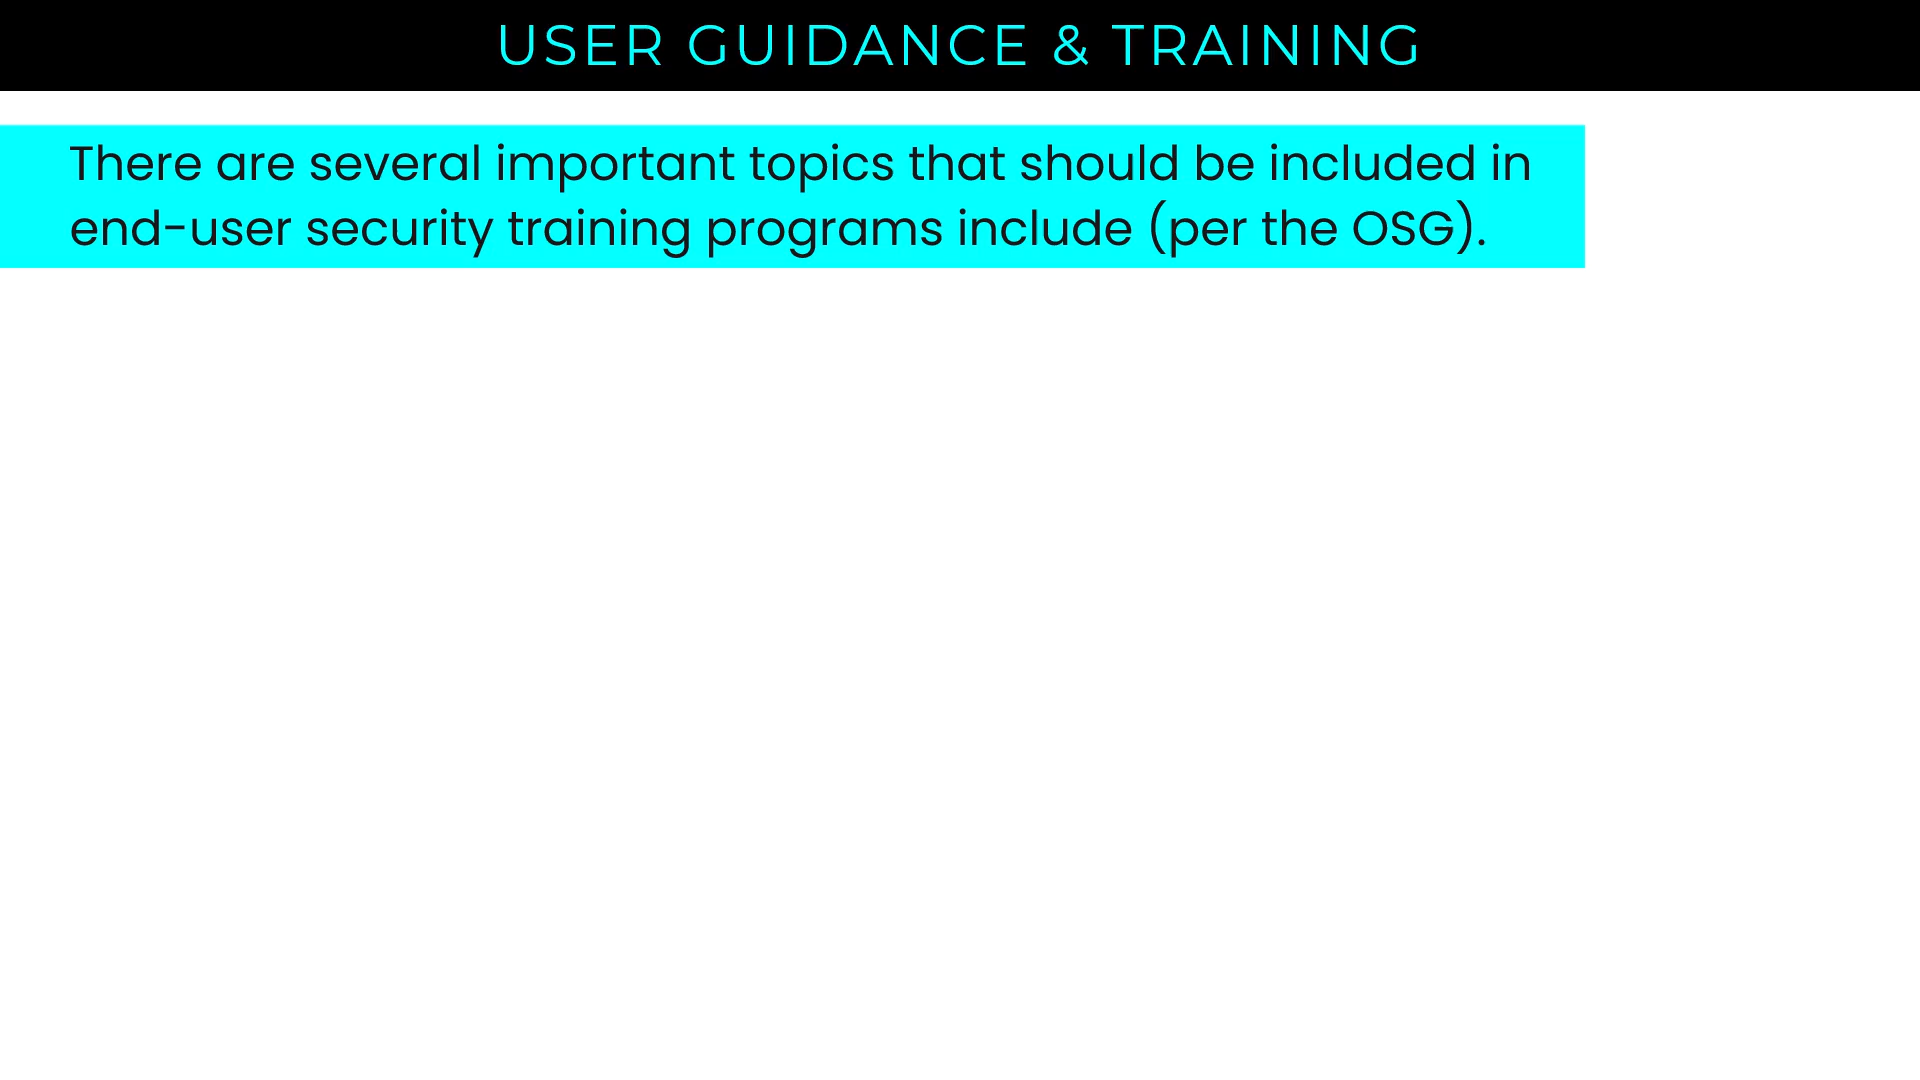 USER GUIDANCE & TRAINING
There are several important topics that should be included in
end-user security training programs include (per the OSG).